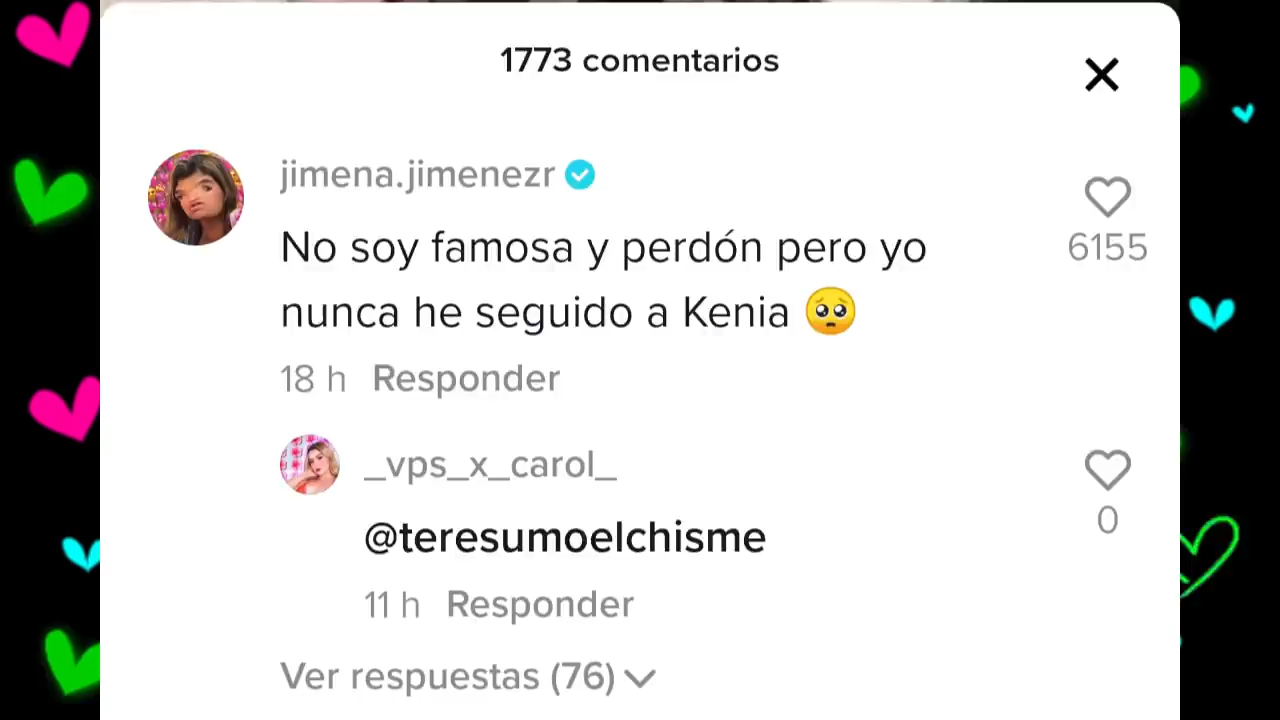 1773 comentarios
jimena.jimenezr
No soy famosa y perdón pero yo
nunca he seguido a Kenia 🥺
6155
18 h Responder
_vps_x_carol_
@teresumoelchisme
0
11 h Responder
Ver respuestas (76)